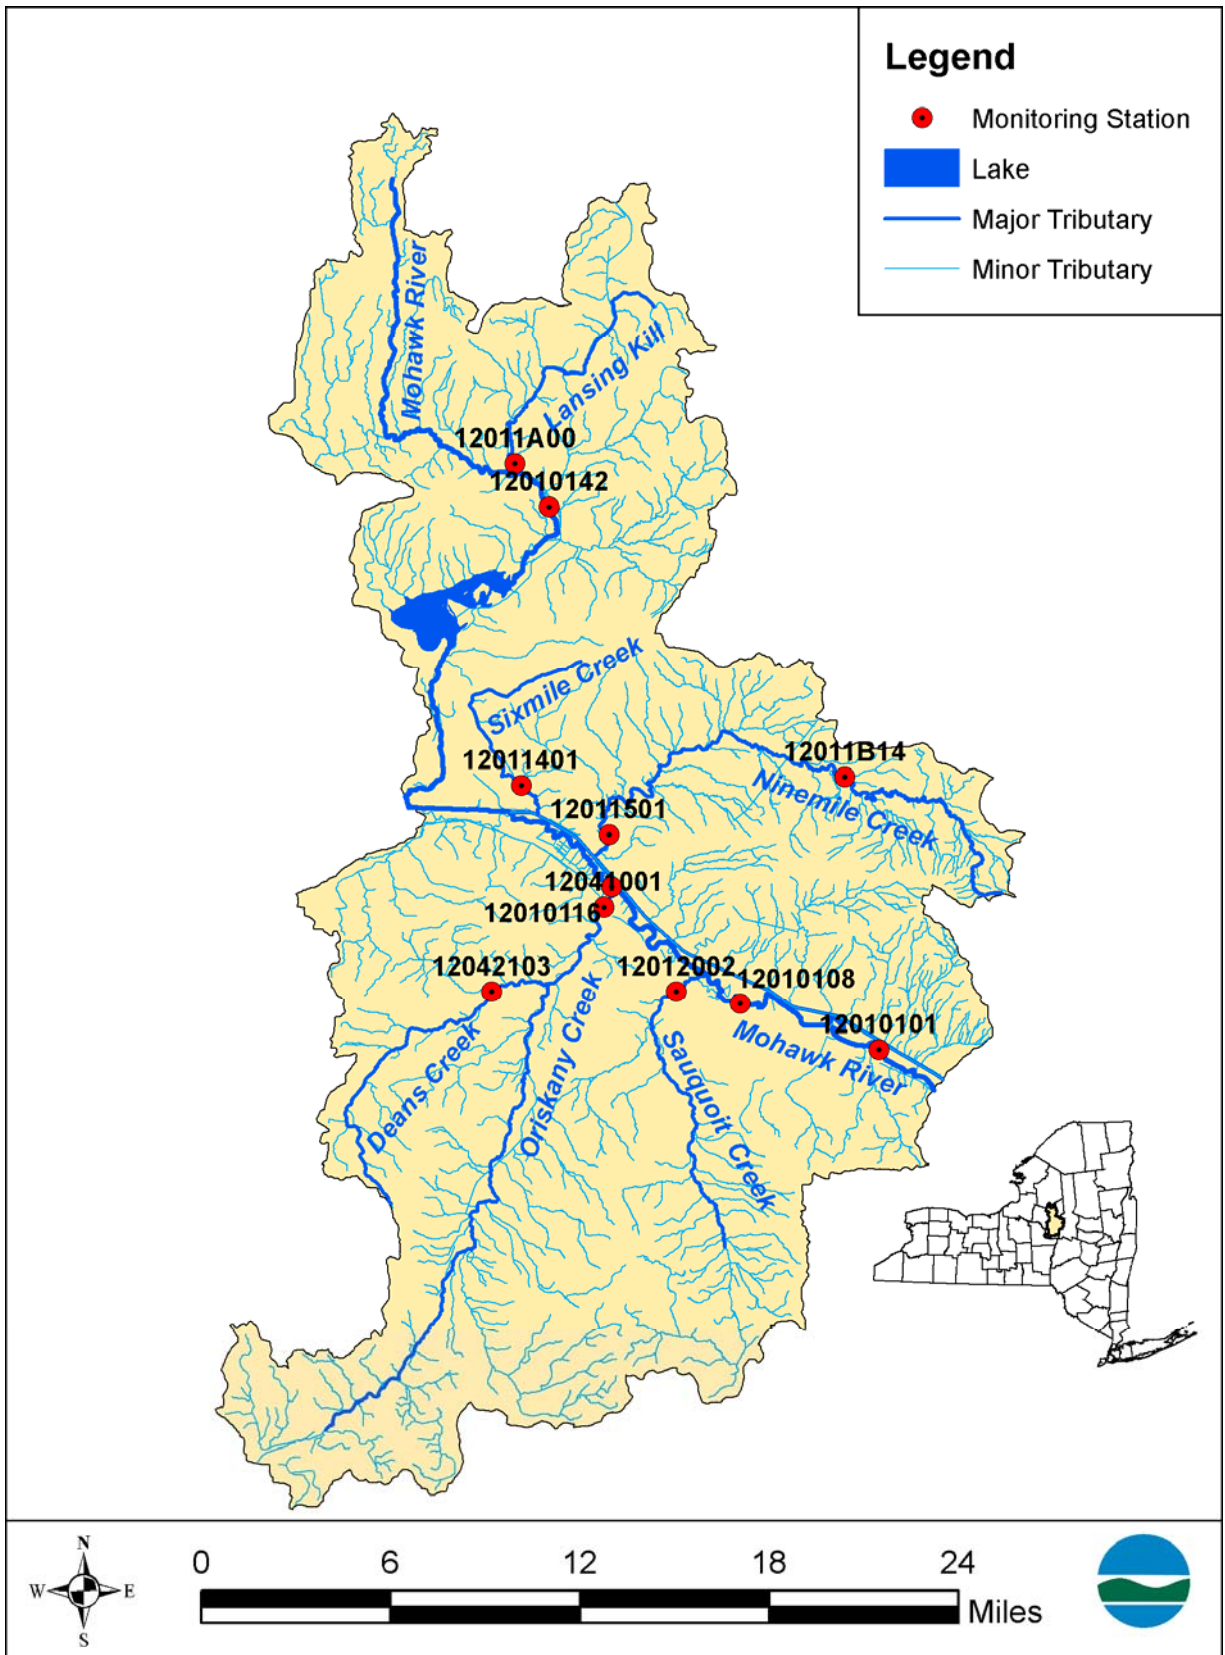 Legend
Monitoring Station
Lake
Major Tributary
Minor Tributary
Mohawk River
Lansing Kill
12011A00
12010142
Sixmile Creek
12011401
12011B14
Ninemile Creek
12011501
12041001
12010116
12042103
12012002
12010108
12010101
Mohawk River
Deans Creek
Oriskany Creek
Sauquoit Creek
N
W E
S
0 6 12 18 24
Miles